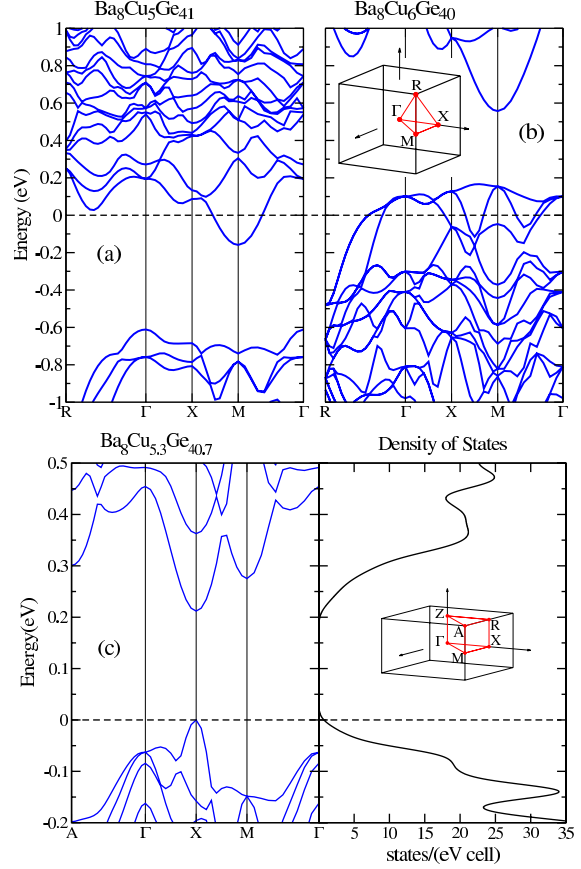 Ba8Cu5Ge41
Ba8Cu6Ge40
Energy (eV)
1
0.8
0.6
0.4
0.2
0
-0.2
-0.4
-0.6
-0.8
-1
(a)
R Γ X M Γ
R
Γ
X
M
(b)
R Γ X M Γ
Ba8Cu5.3Ge40.7
Density of States
Energy(eV)
0.5
0.4
0.3
0.2
0.1
0
-0.1
-0.2
(c)
A Γ X M Γ
Z
R
A
Γ
X
M
5 10 15 20 25 30 35
states/(eV cell)